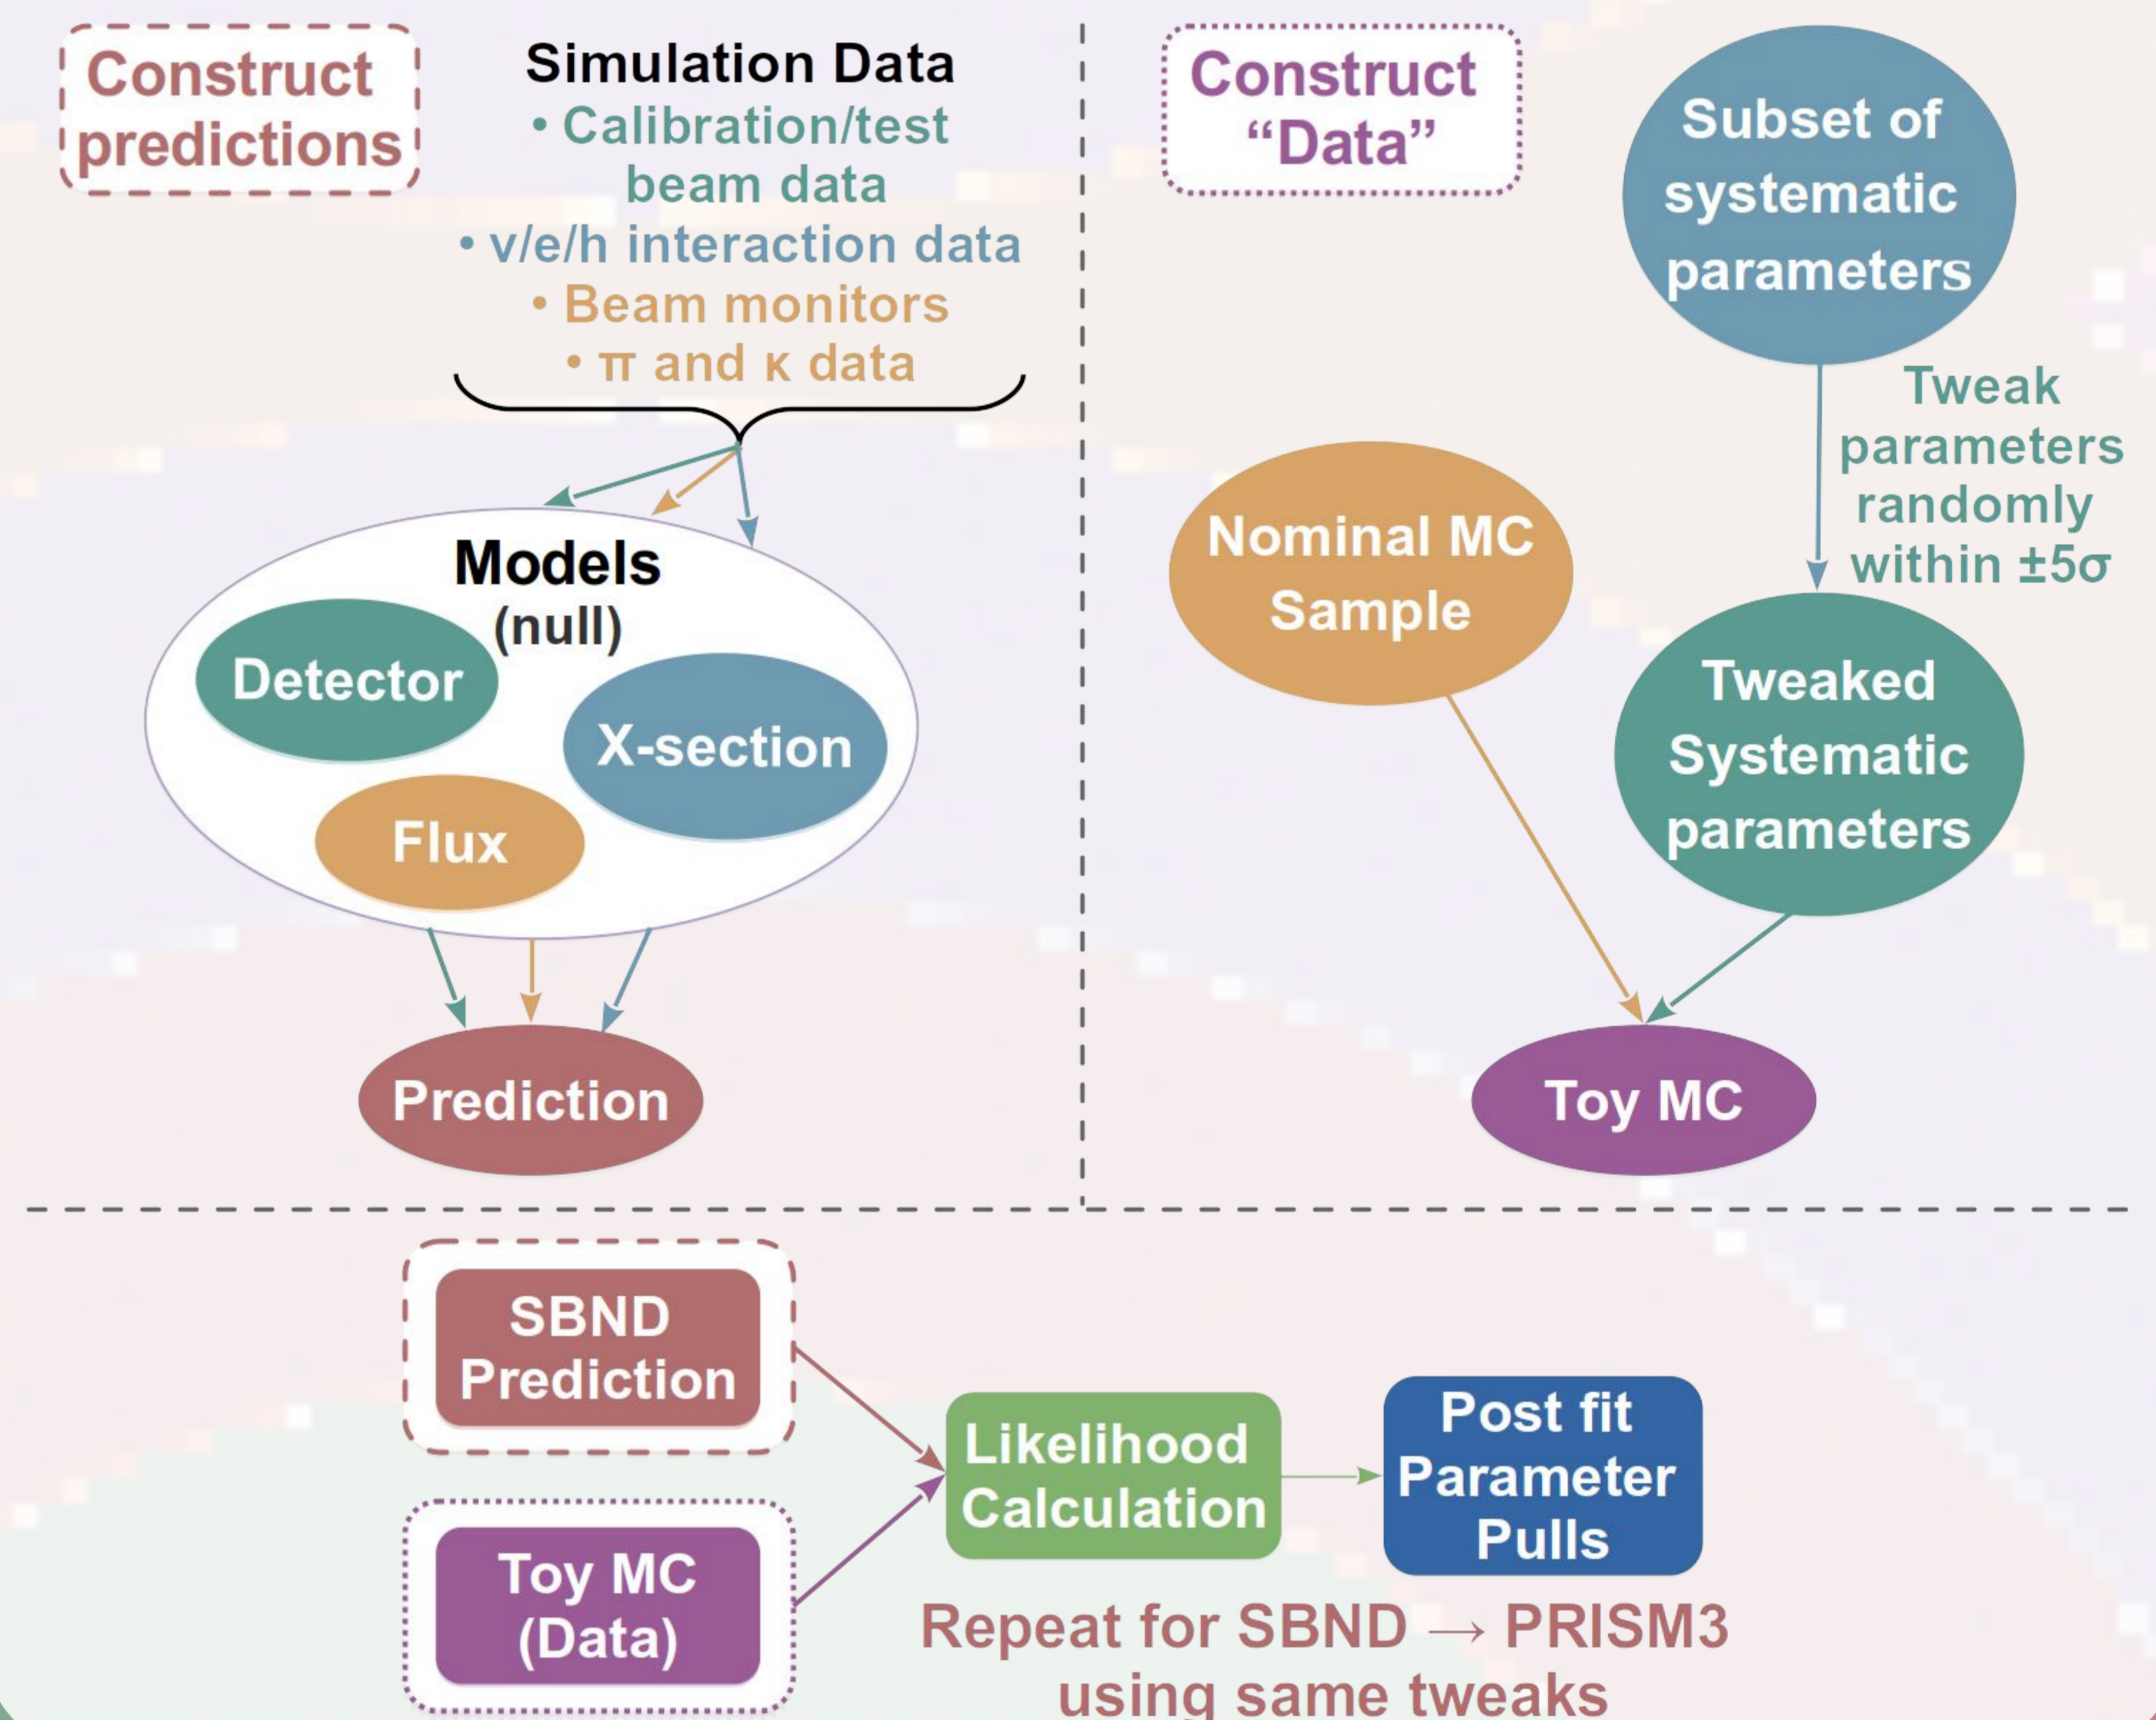 Construct
predictions
Simulation Data
• Calibration/test
beam data
• ν/e/h interaction data
• Beam monitors
• π and κ data
Models
(null)
Detector
X-section
Flux
Prediction
Construct
“Data”
Subset of
systematic
parameters
Tweak
parameters
randomly
within ±5σ
Nominal MC
Sample
Tweaked
Systematic
parameters
Toy MC
SBND
Prediction
Toy MC
(Data)
Likelihood
Calculation
Post fit
Parameter
Pulls
Repeat for SBND → PRISM3
using same tweaks